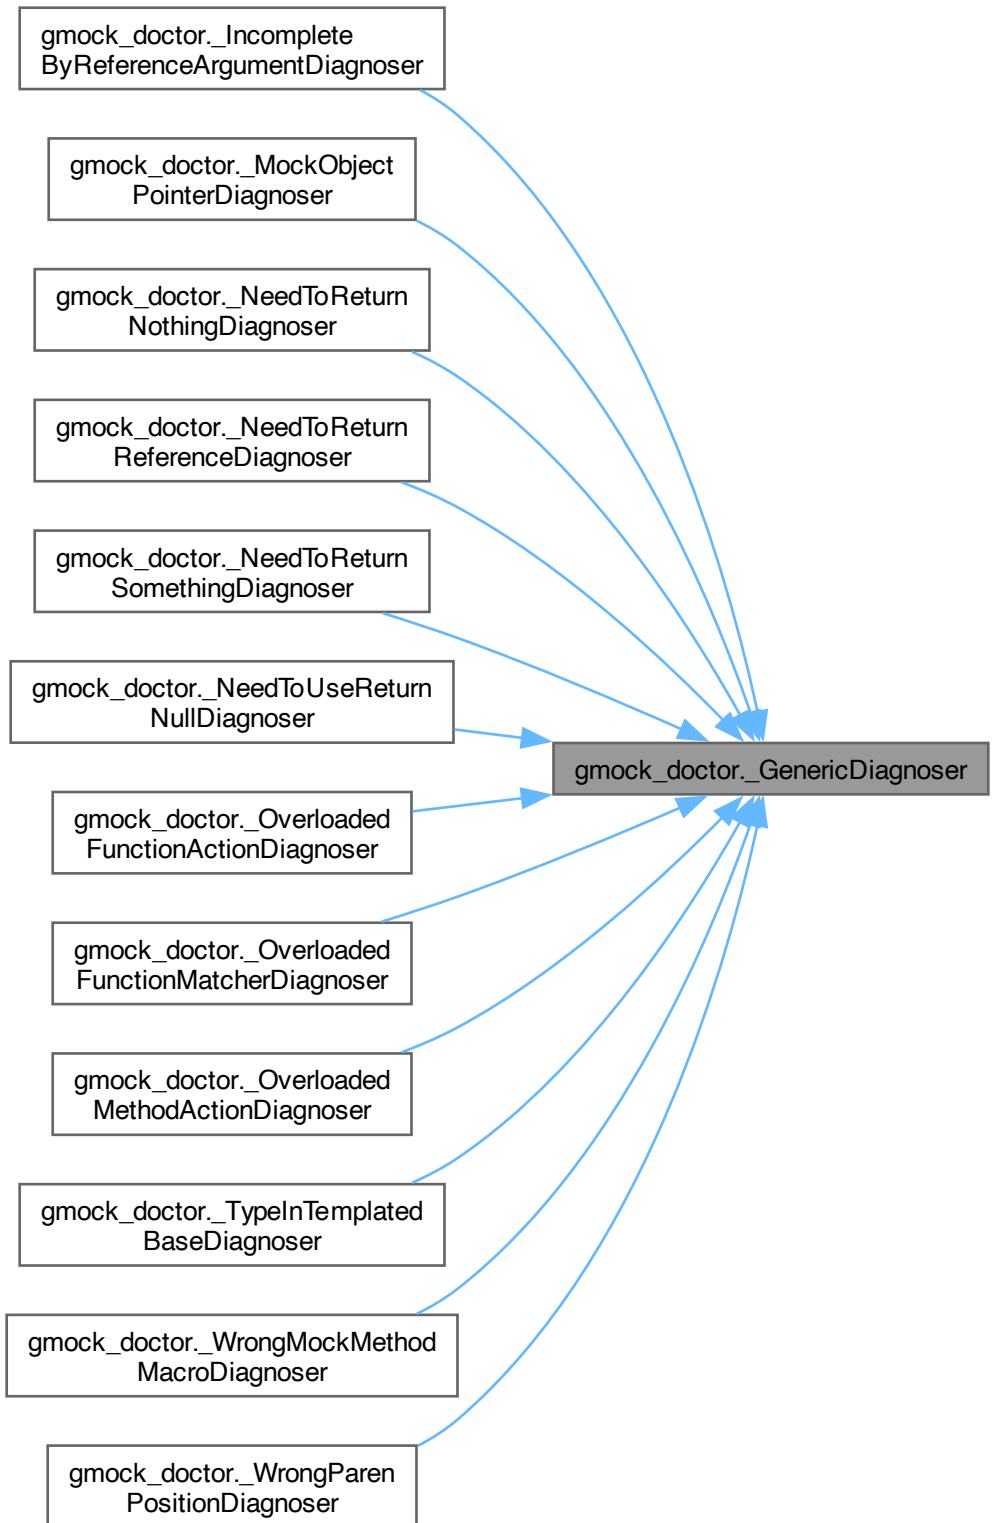 gmock_doctor._Incomplete
ByReferenceArgumentDiagnoser
gmock_doctor._MockObject
PointerDiagnoser
gmock_doctor._NeedToReturn
NothingDiagnoser
gmock_doctor._NeedToReturn
ReferenceDiagnoser
gmock_doctor._NeedToReturn
SomethingDiagnoser
gmock_doctor._NeedToUseReturn
NullDiagnoser
gmock_doctor._GenericDiagnoser
gmock_doctor._Overloaded
FunctionActionDiagnoser
gmock_doctor._Overloaded
FunctionMatcherDiagnoser
gmock_doctor._Overloaded
MethodActionDiagnoser
gmock_doctor._TypeInTemplated
BaseDiagnoser
gmock_doctor._WrongMockMethod
MacroDiagnoser
gmock_doctor._WrongParen
PositionDiagnoser